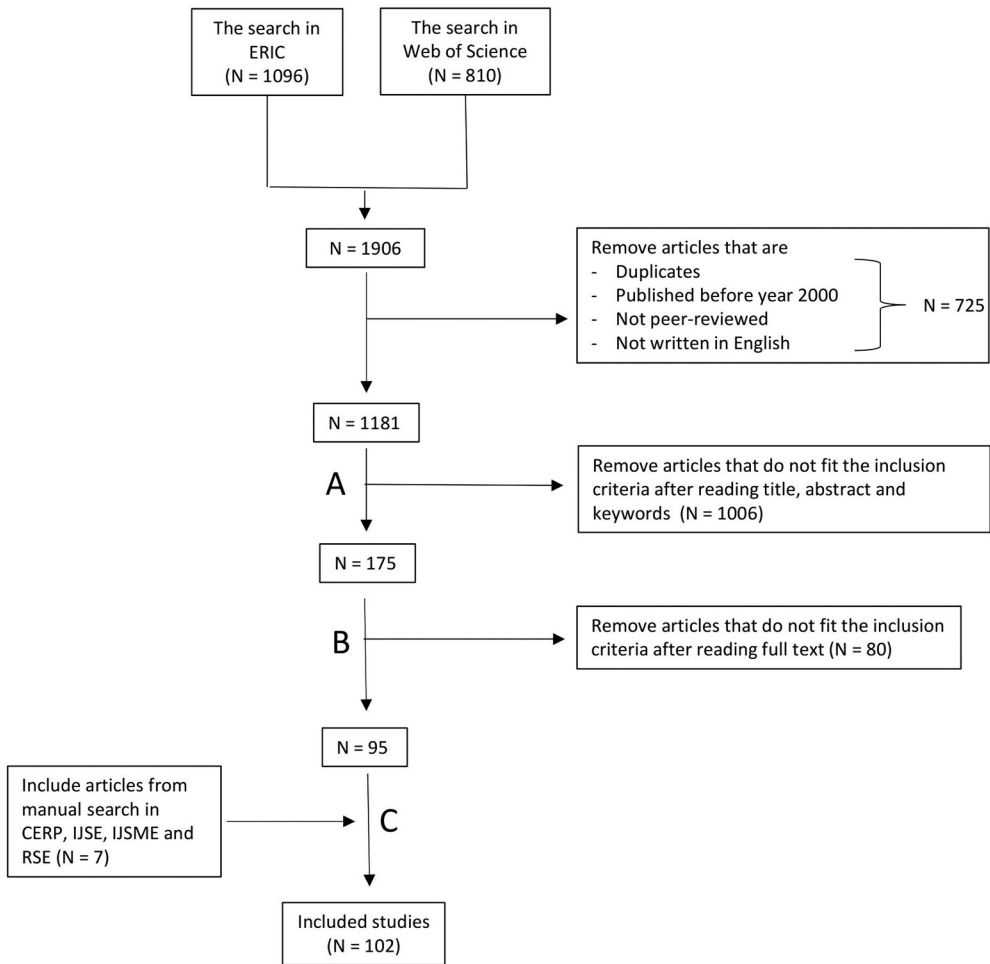 The search in
ERIC
(N = 1096)
The search in
Web of Science
(N = 810)
N = 1906
Remove articles that are
- Duplicates
- Published before year 2000
- Not peer-reviewed
- Not written in English
N = 725
N = 1181
A
Remove articles that do not fit the inclusion
criteria after reading title, abstract and
keywords (N = 1006)
N = 175
B
Remove articles that do not fit the inclusion
criteria after reading full text (N = 80)
N = 95
Include articles from
manual search in
CERP, IJSE, IJSME and
RSE (N = 7)
C
Included studies
(N = 102)